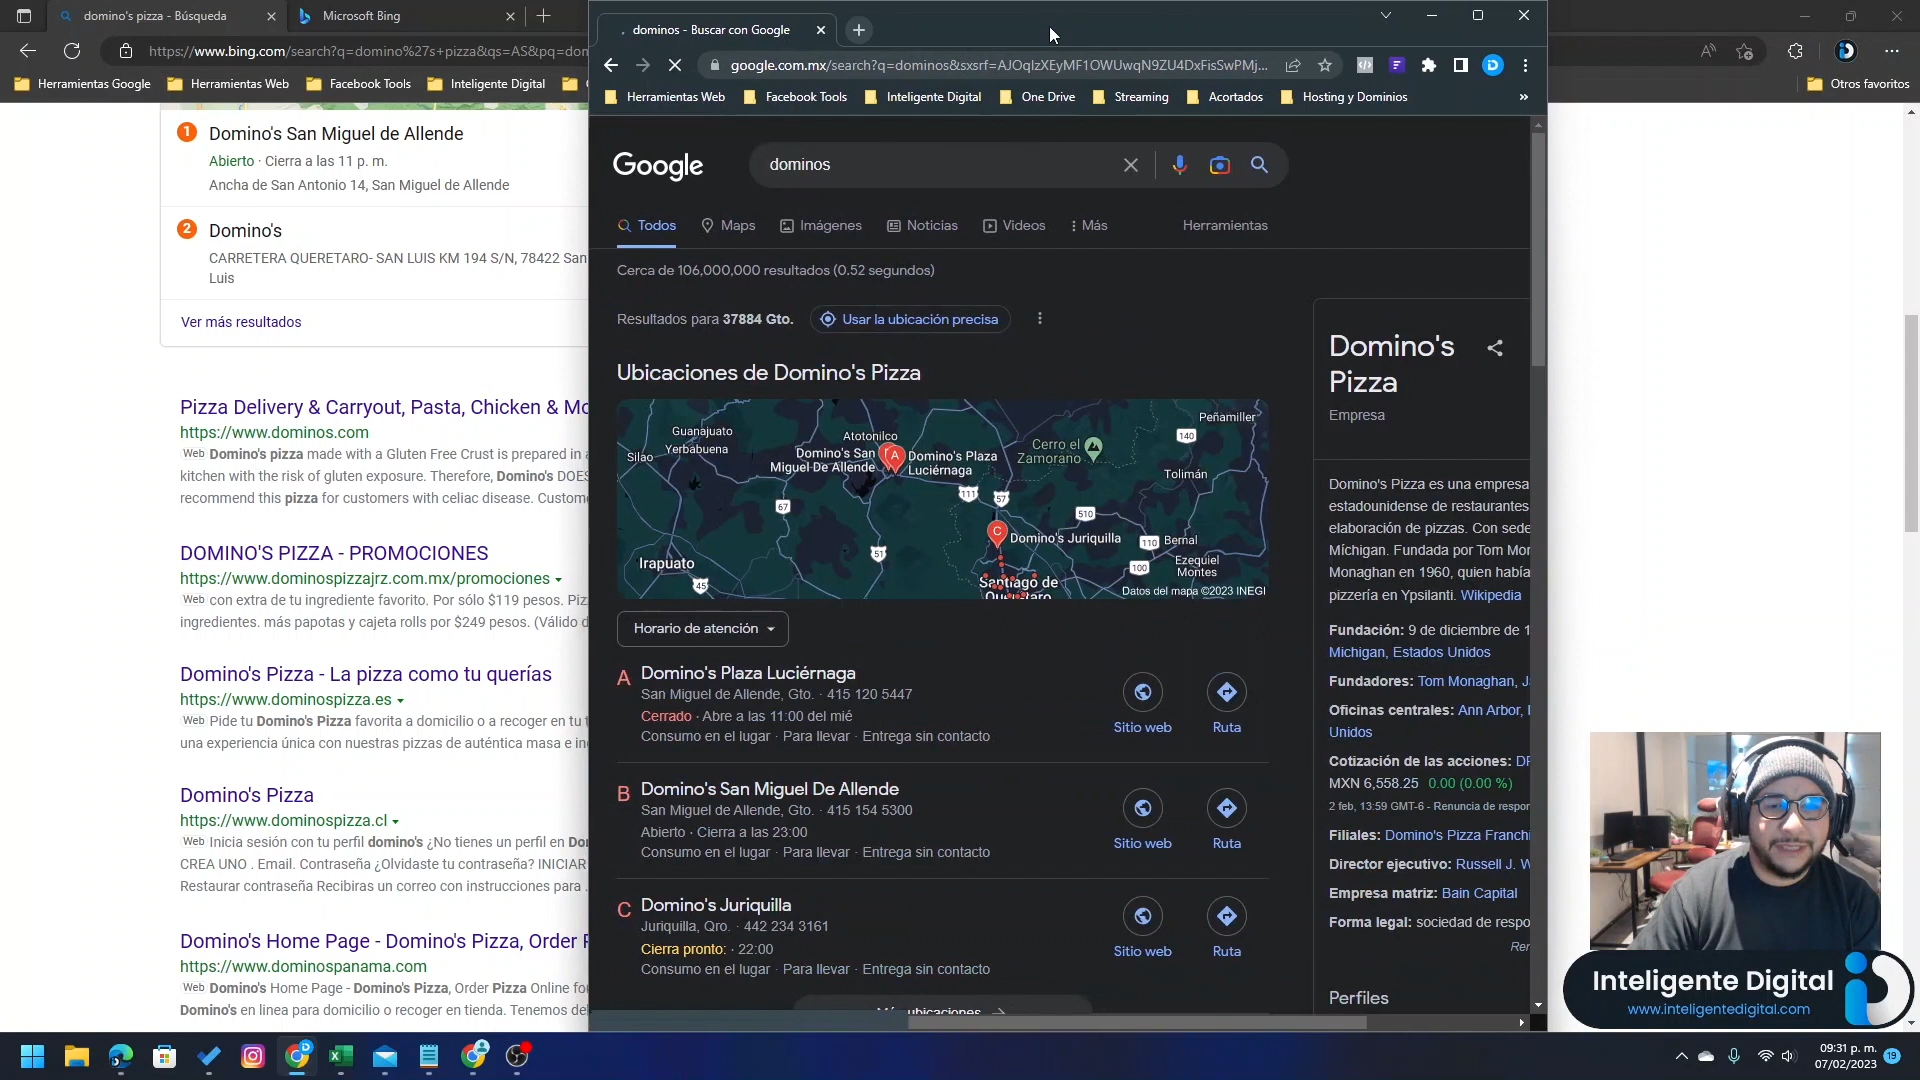 domino's pizza - Búsqueda
Microsoft Bing
https://www.bing.com/search?q=domino%27s+pizza&qs=AS&pq=don
Herramientas Google
Herramientas Web
Facebook Tools
Inteligente Digital
Otros favoritos
1 Domino's San Miguel de Allende
Abierto · Cierra a las 11 p. m.
Ancha de San Antonio 14, San Miguel de Allende
2 Domino's
CARRETERA QUERETARO- SAN LUIS KM 194 S/N, 78422 San
Luis
Ver más resultados
Pizza Delivery & Carryout, Pasta, Chicken & Mo
https://www.dominos.com
Web Domino's pizza made with a Gluten Free Crust is prepared in a
kitchen with the risk of gluten exposure. Therefore, Domino's DOES
recommend this pizza for customers with celiac disease. Custome
DOMINO'S PIZZA - PROMOCIONES
https://www.dominospizzajrz.com.mx/promociones
Web con extra de tu ingrediente favorito. Por sólo $119 pesos. Piz
ingredientes. más papotas y cajeta rolls por $249 pesos. (Válido d
Domino's Pizza - La pizza como tu querías
https://www.dominospizza.es
Web Pide tu Domino's Pizza favorita a domicilio o a recoger en tu t
una experiencia única con nuestras pizzas de auténtica masa e in
Domino's Pizza
https://www.dominospizza.cl
Web Inicia sesión con tu perfil domino's ¿No tienes un perfil en Don
CREA UNO . Email. Contraseña ¿Olvidaste tu contraseña? INICIAR
Restaurar contraseña Recibiras un correo con instrucciones para .
Domino's Home Page - Domino's Pizza, Order P
https://www.dominospanama.com
Web Domino's Home Page - Domino's Pizza, Order Pizza Online fou
Domino's en linea para domicilio o recoger en tienda. Tenemos del
dominos - Buscar con Google
google.com.mx/search?q=dominos&sxsrf=AJOqlzXEyMF1OWUwqN9ZU4DxFisSwPMj...
Herramientas Web
Facebook Tools
Inteligente Digital
One Drive
Streaming
Acortados
Hosting y Dominios
»
Google
dominos
Todos
Maps
Imágenes
Noticias
Videos
Más
Herramientas
Cerca de 106,000,000 resultados (0.52 segundos)
Resultados para 37884 Gto.
Usar la ubicación precisa
Ubicaciones de Domino's Pizza
Guanajuato
Yerbabuena
Silao
Atotonilco
Domino's San
Miguel De Allende
A
Domino's Plaza
Luciérnaga
Cerro el
Zamorano
Peñamiller
140
Tolimán
111
57
67
510
C
Domino's Juriquilla
110
Bernal
51
Irapuato
45
100
Ezequiel
Montes
Santiago de
Querétaro
Datos del mapa ©2023 INEGI
Horario de atención
A Domino's Plaza Luciérnaga
San Miguel de Allende, Gto. · 415 120 5447
Cerrado · Abre a las 11:00 del mié
Consumo en el lugar · Para llevar · Entrega sin contacto
Sitio web
Ruta
B Domino's San Miguel De Allende
San Miguel de Allende, Gto. · 415 154 5300
Abierto · Cierra a las 23:00
Consumo en el lugar · Para llevar · Entrega sin contacto
Sitio web
Ruta
C Domino's Juriquilla
Juriquilla, Qro. · 442 234 3161
Cierra pronto: · 22:00
Consumo en el lugar · Para llevar · Entrega sin contacto
Sitio web
Ruta
Más ubicaciones
Domino's
Pizza
Empresa
Domino's Pizza es una empresa
estadounidense de restaurantes
elaboración de pizzas. Con sede
Míchigan. Fundada por Tom Mon
Monaghan en 1960, quien había
pizzería en Ypsilanti. Wikipedia
Fundación: 9 de diciembre de 1
Michigan, Estados Unidos
Fundadores: Tom Monaghan, J
Oficinas centrales: Ann Arbor,
Unidos
Cotización de las acciones: DP
MXN 6,558.25 0.00 (0.00 %)
2 feb, 13:59 GMT-6 - Renuncia de respon
Filiales: Domino's Pizza Franchi
Director ejecutivo: Russell J. W
Empresa matriz: Bain Capital
Forma legal: sociedad de respo
Ren
Perfiles
Inteligente Digital
www.inteligentedigital.com
09:31 p. m.
07/02/2023
19